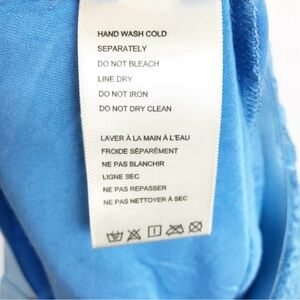 HAND WASH COLD
SEPARATELY
DO NOT BLEACH
LINE DRY
DO NOT IRON
DO NOT DRY CLEAN
LAVER À LA MAIN À L'EAU
FROIDE SÉPARÉMENT
NE PAS BLANCHIR
LIGNE SEC
NE PAS REPASSER
NE PAS NETTOYER À SEC